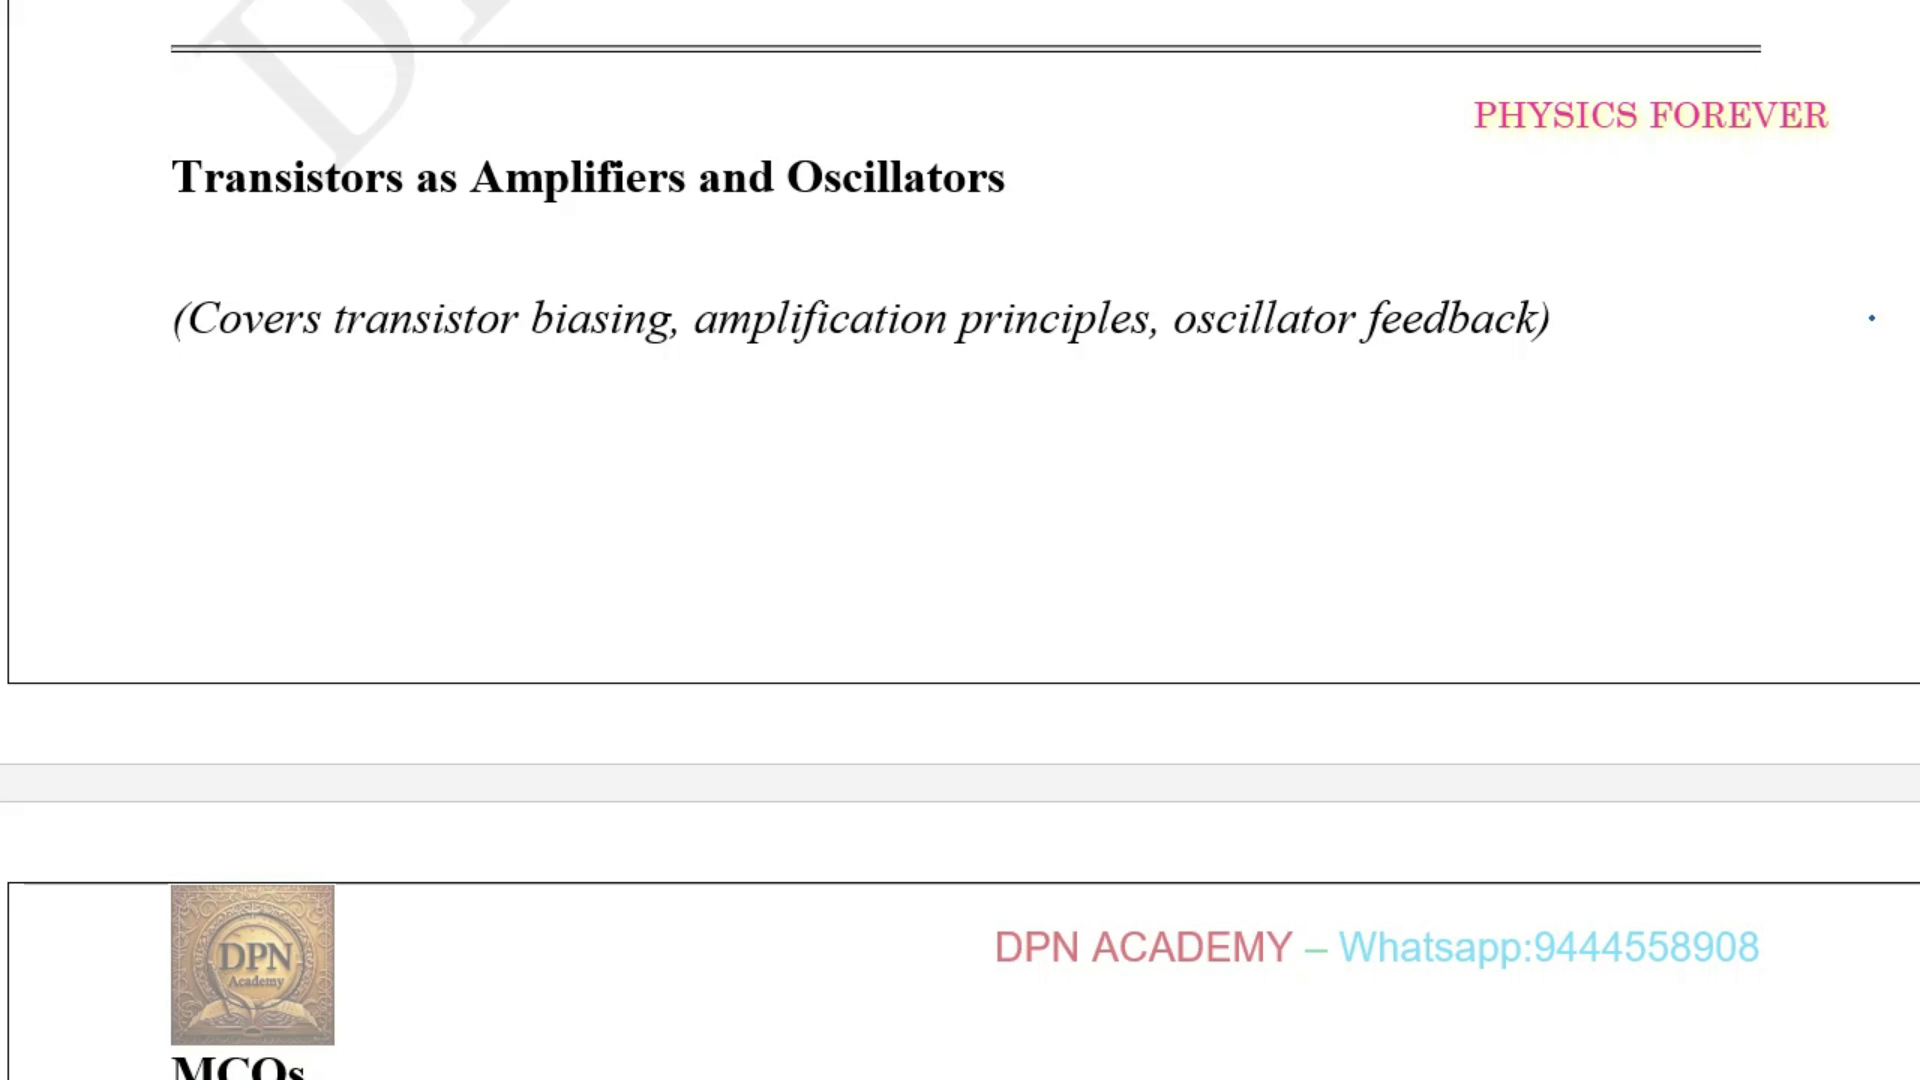 PHYSICS FOREVER
Transistors as Amplifiers and Oscillators
(Covers transistor biasing, amplification principles, oscillator feedback)
DPN
Academy
DPN ACADEMY – Whatsapp:9444558908
MCQs